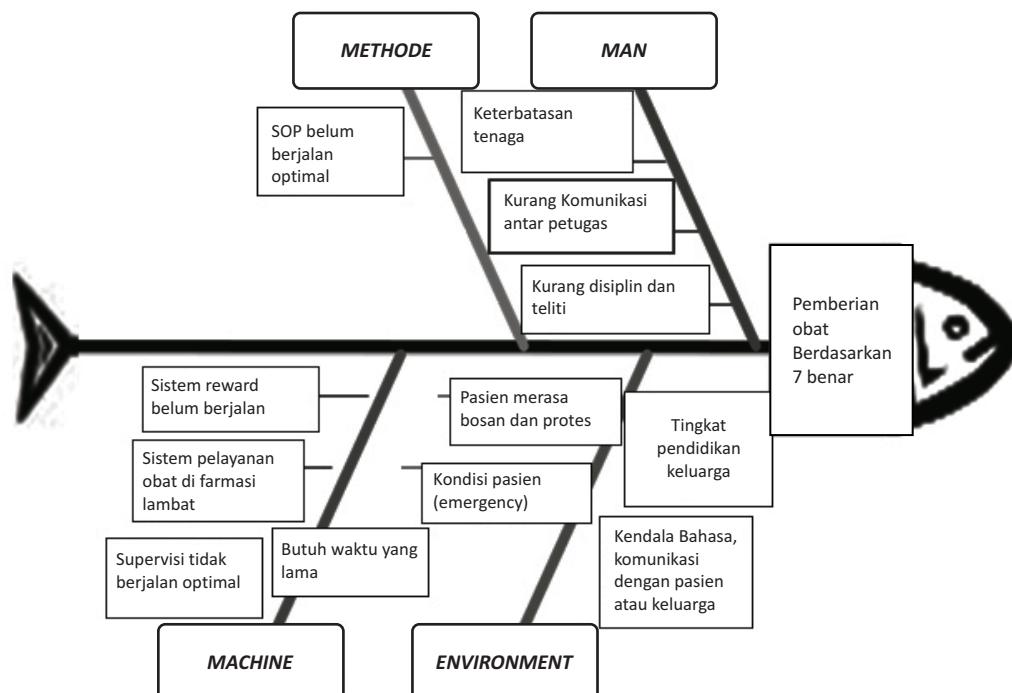 METHODE
MAN
SOP belum
berjalan
optimal
Keterbatasan
tenaga
Kurang Komunikasi
antar petugas
Kurang disiplin dan
teliti
Pemberian
obat
Berdasarkan
7 benar
Sistem reward
belum berjalan
Sistem pelayanan
obat di farmasi
lambat
Supervisi tidak
berjalan optimal
Butuh waktu yang
lama
Pasien merasa
bosan dan protes
Kondisi pasien
(emergency)
Tingkat
pendidikan
keluarga
Kendala Bahasa,
komunikasi
dengan pasien
atau keluarga
MACHINE
ENVIRONMENT